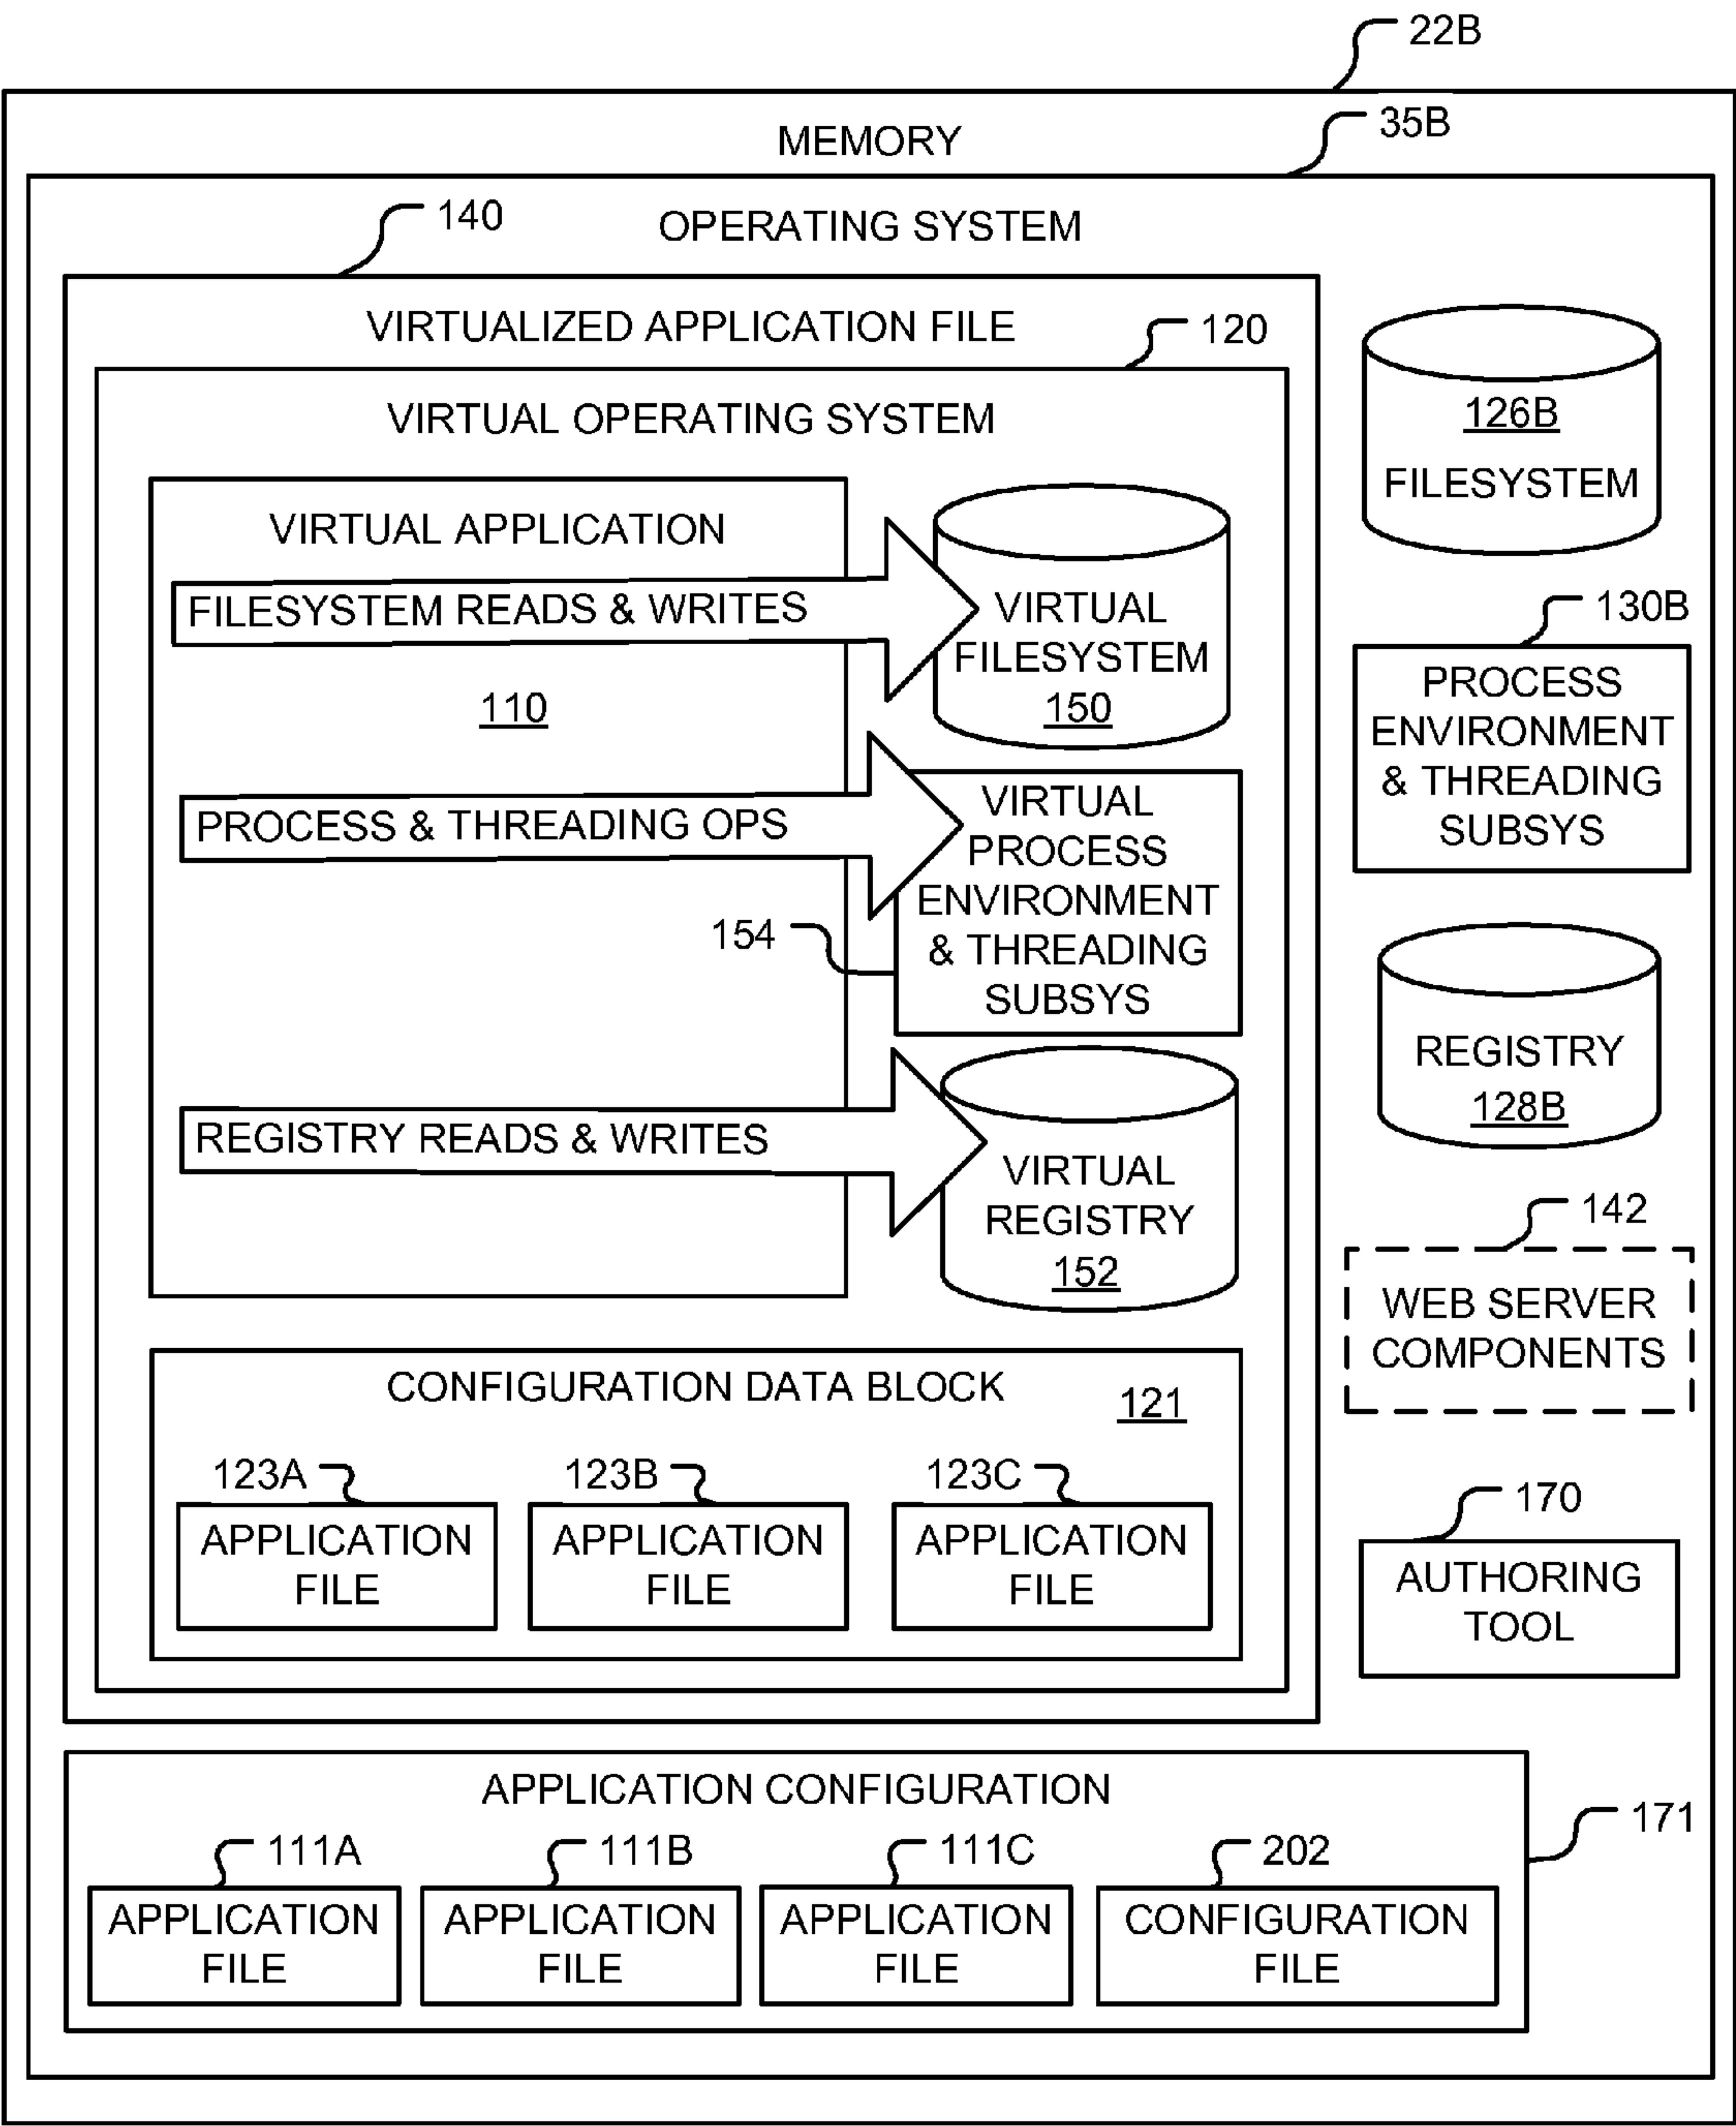 22B
MEMORY
35B
OPERATING SYSTEM
140
VIRTUALIZED APPLICATION FILE
120
VIRTUAL OPERATING SYSTEM
VIRTUAL APPLICATION
FILESYSTEM READS & WRITES
110
PROCESS & THREADING OPS
REGISTRY READS & WRITES
VIRTUAL
FILESYSTEM
150
VIRTUAL
PROCESS
ENVIRONMENT
& THREADING
SUBSYS
154
VIRTUAL
REGISTRY
152
CONFIGURATION DATA BLOCK
121
123A
APPLICATION
FILE
123B
APPLICATION
FILE
123C
APPLICATION
FILE
126B
FILESYSTEM
130B
PROCESS
ENVIRONMENT
& THREADING
SUBSYS
REGISTRY
128B
142
WEB SERVER
COMPONENTS
170
AUTHORING
TOOL
APPLICATION CONFIGURATION
171
111A
APPLICATION
FILE
111B
APPLICATION
FILE
111C
APPLICATION
FILE
202
CONFIGURATION
FILE